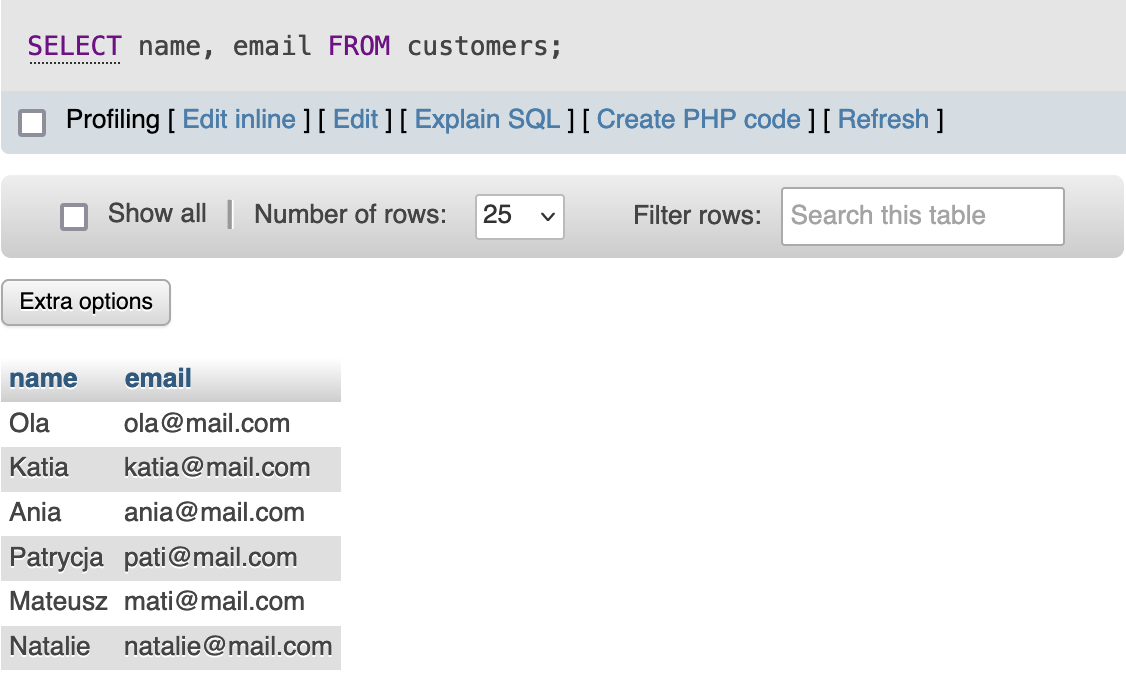 SELECT name, email FROM customers;
Profiling [ Edit inline ] [ Edit ] [ Explain SQL ] [ Create PHP code ] [ Refresh ]
Show all | Number of rows: 25 Filter rows: Search this table
Extra options
name email
Ola ola@mail.com
Katia katia@mail.com
Ania ania@mail.com
Patrycja pati@mail.com
Mateusz mati@mail.com
Natalie natalie@mail.com